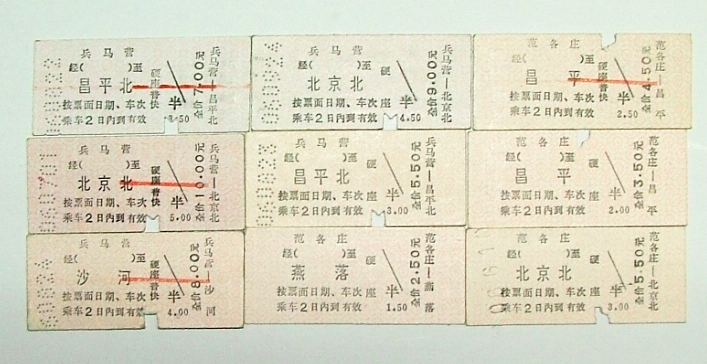 兵马营
经( )至
昌平北
硬座普快
半
按票面日期、车次
乘车2日内到有效
3.50
全价7.00元
兵马营—昌平北
兵马营
经( )至
北京北
硬座
半
按票面日期、车次
乘车2日内到有效
4.50
全价9.00元
兵马营—北京北
范各庄
经( )至
昌平
硬座普快
半
按票面日期、车次
乘车2日内到有效
2.50
全价4.50元
范各庄—昌平
兵马营
经( )至
北京北
硬座普快
半
按票面日期、车次
乘车2日内到有效
5.00
全价10.00元
兵马营—北京北
兵马营
经( )至
昌平北
硬座
半
按票面日期、车次
乘车2日内到有效
3.00
全价5.50元
兵马营—昌平北
范各庄
经( )至
昌平
硬座
半
按票面日期、车次
乘车2日内到有效
2.00
全价3.50元
范各庄—昌平
兵马营
经( )至
沙河
硬座普快
半
按票面日期、车次
乘车2日内到有效
4.00
全价8.00元
兵马营—沙河
范各庄
经( )至
燕落
硬座
半
按票面日期、车次
乘车2日内到有效
1.50
全价2.50元
范各庄—燕落
范各庄
经( )至
北京北
硬座
半
按票面日期、车次
乘车2日内到有效
3.00
全价5.50元
范各庄—北京北